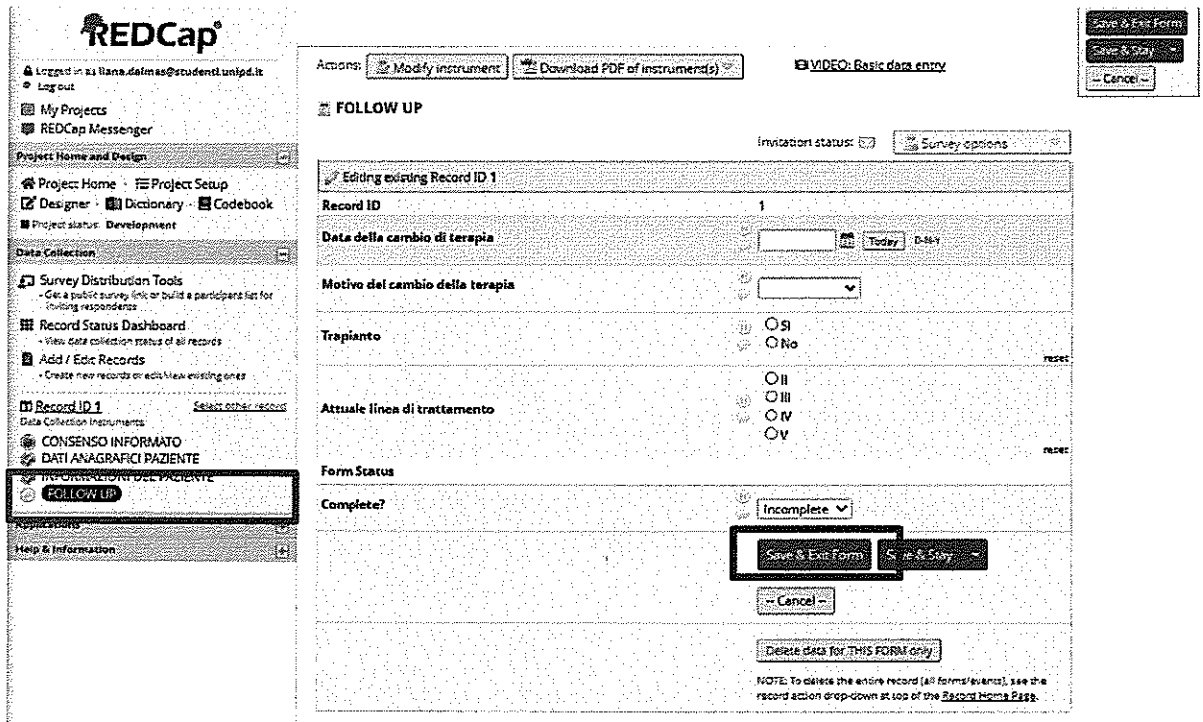 REDCap®
Logged in as liana.dalmas@studenti.unipd.it
Log out
My Projects
REDCap Messenger
Project Home and Design
Project Home · Project Setup
Designer · Dictionary · Codebook
Project status: Development
Data Collection
Survey Distribution Tools
- Get a public survey link or build a participant list for
inviting respondents
Record Status Dashboard
- View data collection status of all records
Add / Edit Records
- Create new records or edit/view existing ones
Record ID 1 Select other record
Data Collection Instruments:
CONSENSO INFORMATO
DATI ANAGRAFICI PAZIENTE
INFORMAZIONI DEL PAZIENTE
FOLLOW UP
Applications
Help & Information
Actions: Modify instrument Download PDF of instrument(s) VIDEO: Basic data entry
FOLLOW UP
Invitation status: Survey options
Editing existing Record ID 1
Record ID 1
Data della cambio di terapia Today D-M-Y
Motivo del cambio della terapia
Trapianto
SI
No
reset
Attuale linea di trattamento
II
III
IV
V
reset
Form Status
Complete? Incomplete
Save & Exit Form Save & Stay
-- Cancel --
Delete data for THIS FORM only
NOTE: To delete the entire record (all forms/events), see the
record action drop-down at top of the Record Home Page.
Save & Exit Form
Save & Stay
-- Cancel --